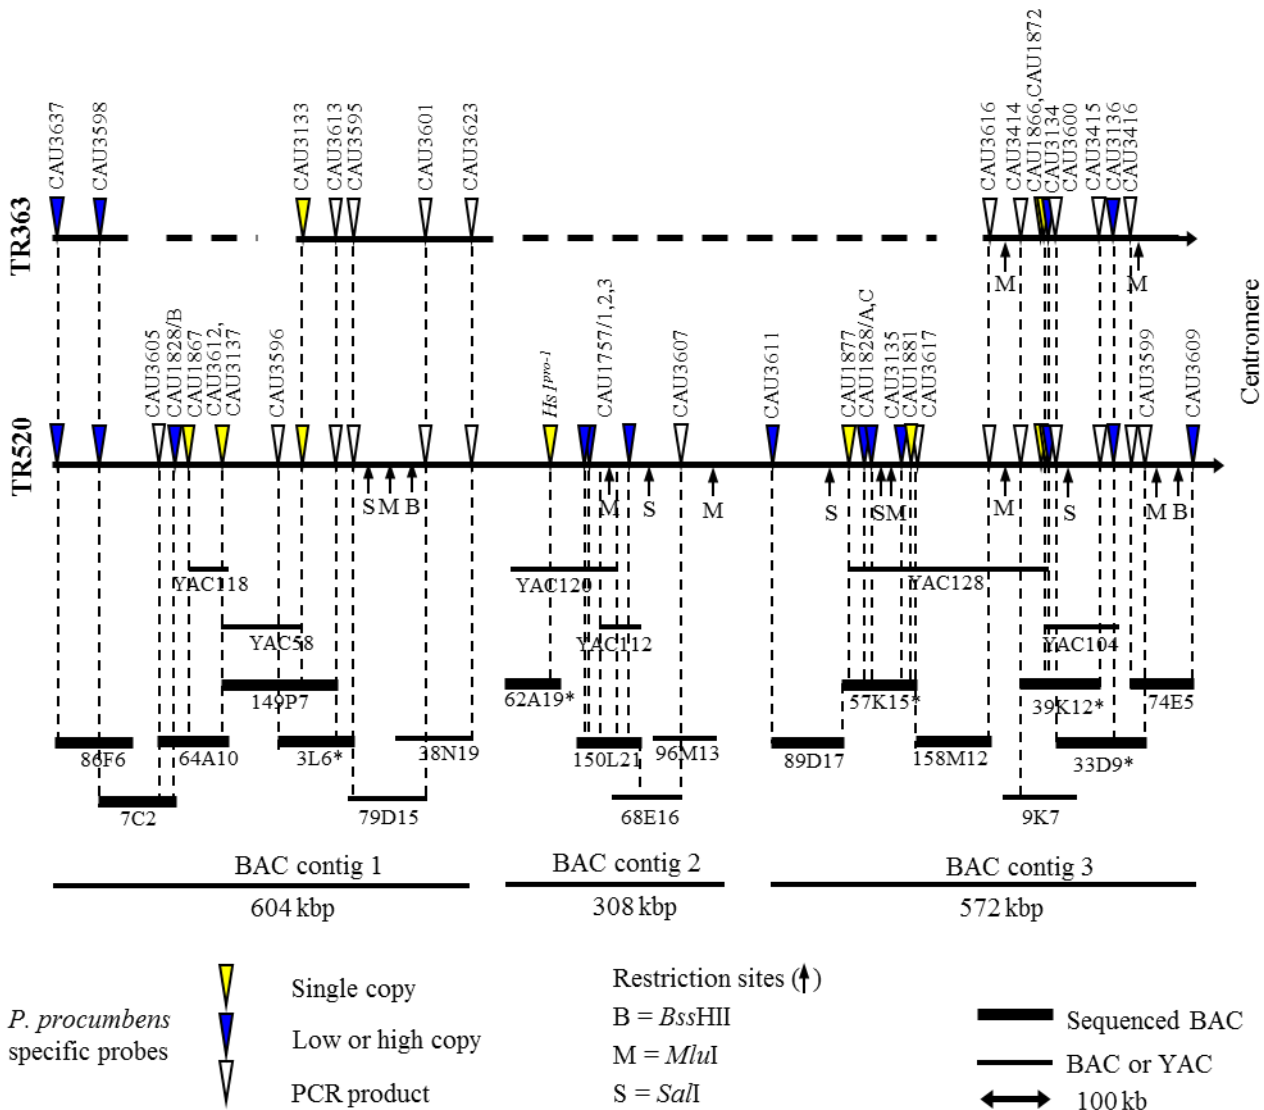 CAU3637
CAU3598
CAU3133
CAU3613
CAU3595
CAU3601
CAU3623
CAU3616
CAU3414
CAU1866,CAU1872
CAU3134
CAU3600
CAU3415
CAU3136
CAU3416
TR363
M
M
Centromere
CAU3605
CAU1828/B
CAU1867
CAU3612,
CAU3137
CAU3596
Hs1pro-1
CAU1757/1,2,3
CAU3607
CAU3611
CAU1877
CAU1828/A,C
CAU3135
CAU1881
CAU3617
CAU3599
CAU3609
TR520
S M B
M
S
M
S
S M
M
S
M B
YAC118
YAC120
YAC128
YAC58
YAC112
YAC104
149P7
62A19*
57K15*
39K12*
74E5
86F6
64A10
3L6*
38N19
150L21
96M13
89D17
158M12
33D9*
7C2
79D15
68E16
9K7
BAC contig 1
BAC contig 2
BAC contig 3
604 kbp
308 kbp
572 kbp
P. procumbens
specific probes
Single copy
Low or high copy
PCR product
Restriction sites (↑)
B = BssHII
M = MluI
S = SalI
Sequenced BAC
BAC or YAC
100 kb